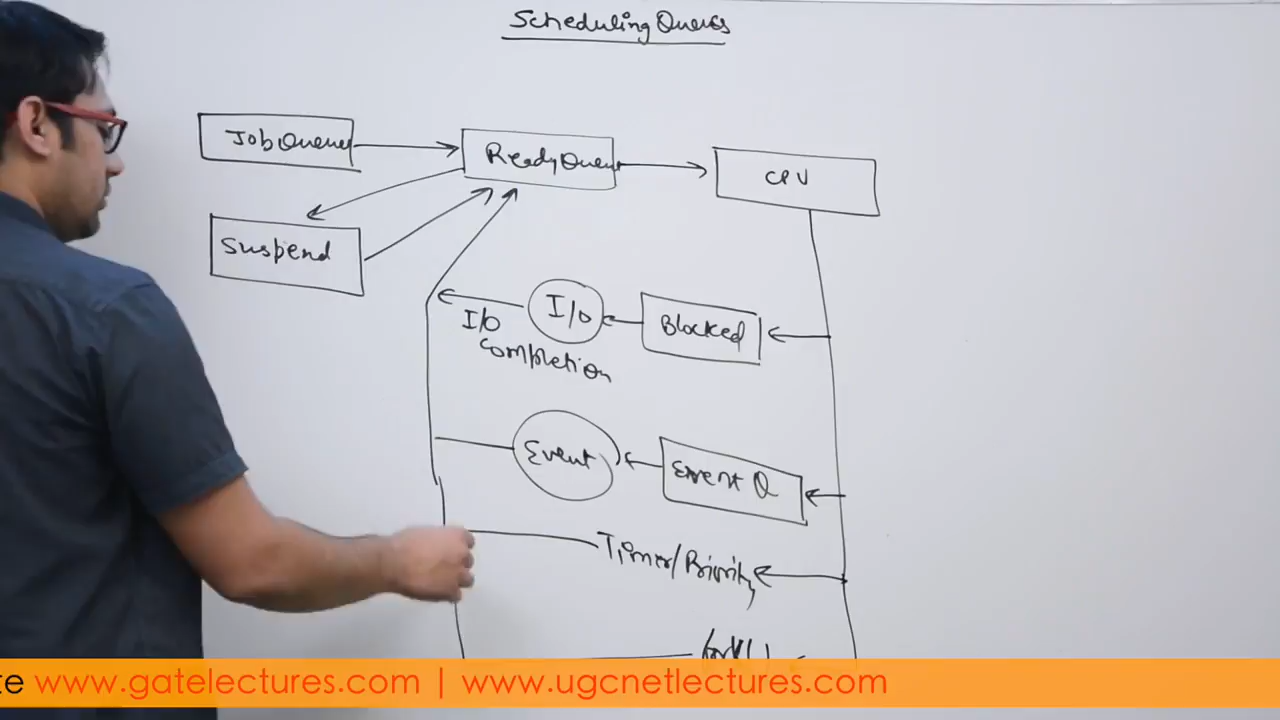 Scheduling Queues
Job Queue
Ready Queue
CPU
Suspend
I/O
Blocked
I/O
Completion
Event
Event Q
Timer/Priority
www.gatelectures.com | www.ugcnetlectures.com